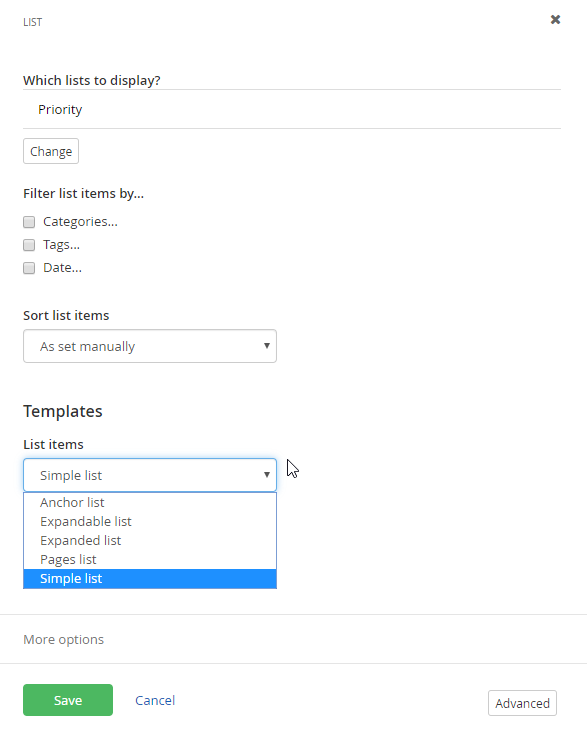 LIST
Which lists to display?
Priority
Change
Filter list items by...
Categories...
Tags...
Date...
Sort list items
As set manually
Templates
List items
Simple list
Anchor list
Expandable list
Expanded list
Pages list
Simple list
More options
Save Cancel Advanced